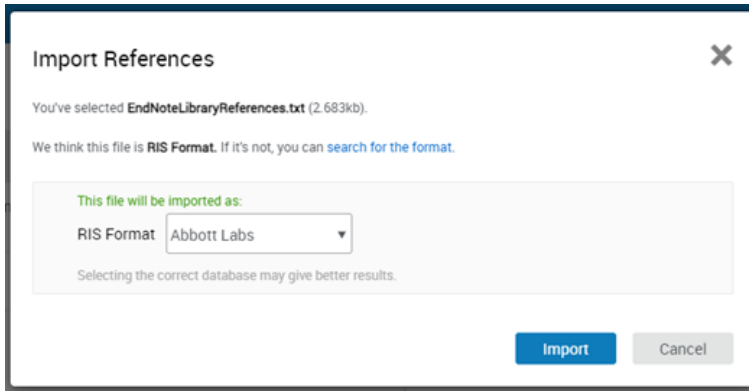 Import References
You've selected EndNoteLibraryReferences.txt (2.683kb).
We think this file is RIS Format. If it's not, you can search for the format.
This file will be imported as:
RIS Format Abbott Labs
Selecting the correct database may give better results.
Import Cancel